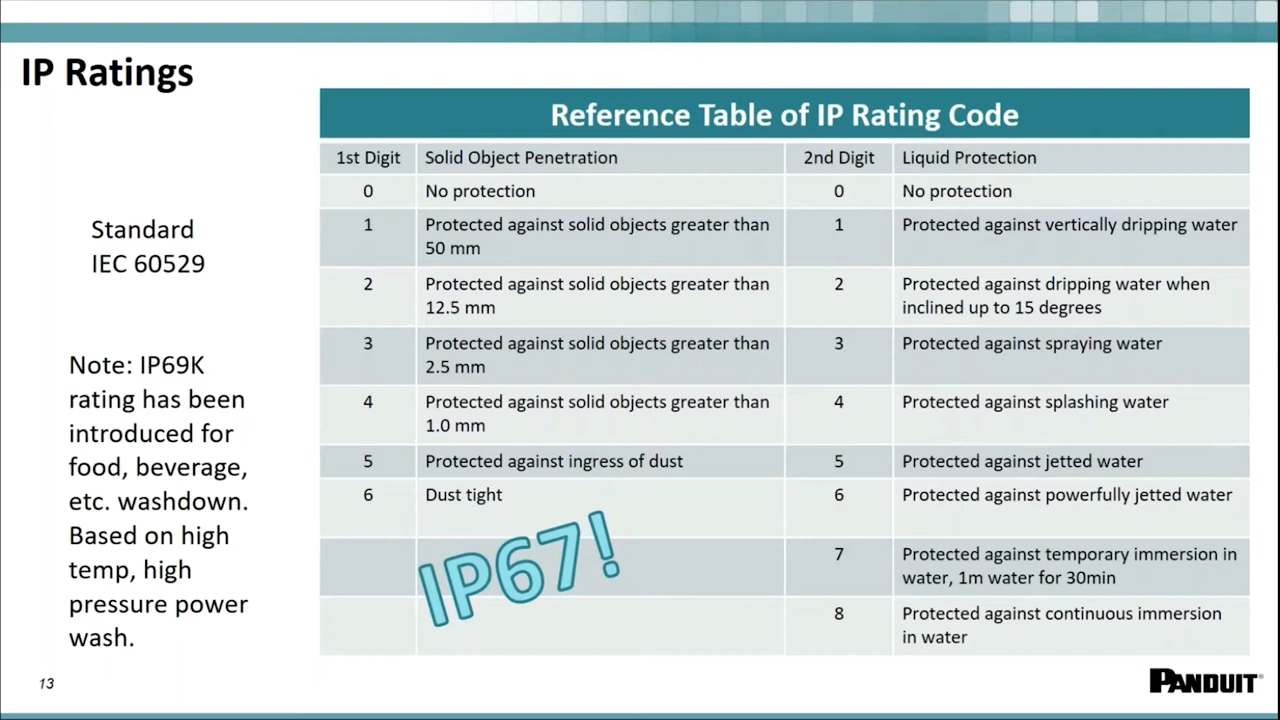 IP Ratings
Standard
IEC 60529
Note: IP69K
rating has been
introduced for
food, beverage,
etc. washdown.
Based on high
temp, high
pressure power
wash.
Reference Table of IP Rating Code
1st Digit Solid Object Penetration 2nd Digit Liquid Protection
0 No protection 0 No protection
1 Protected against solid objects greater than 1 Protected against vertically dripping water
50 mm
2 Protected against solid objects greater than 2 Protected against dripping water when
12.5 mm inclined up to 15 degrees
3 Protected against solid objects greater than 3 Protected against spraying water
2.5 mm
4 Protected against solid objects greater than 4 Protected against splashing water
1.0 mm
5 Protected against ingress of dust 5 Protected against jetted water
6 Dust tight 6 Protected against powerfully jetted water
7 Protected against temporary immersion in
water, 1m water for 30min
8 Protected against continuous immersion
in water
IP67!
13
PANDUIT®